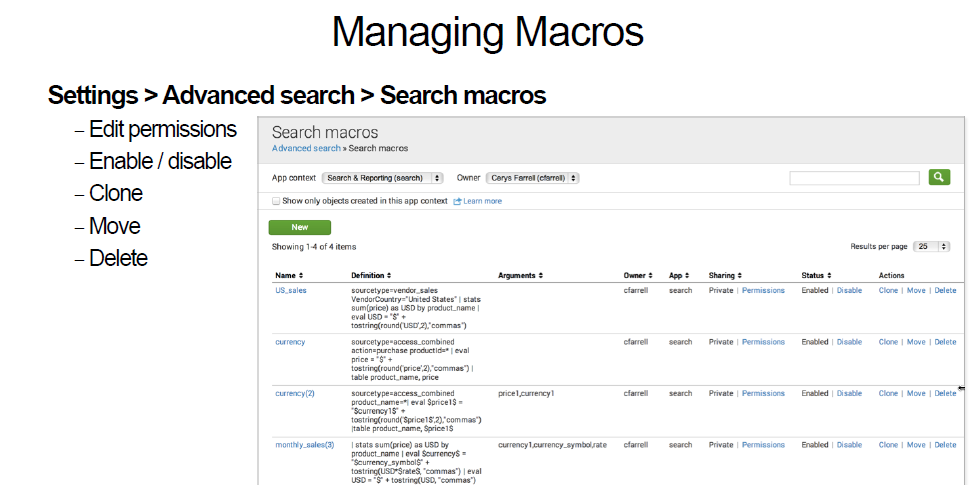 Managing Macros
Settings > Advanced search > Search macros
– Edit permissions
– Enable / disable
– Clone
– Move
– Delete
Search macros
Advanced search » Search macros
App context Search & Reporting (search) Owner Cerys Farrell (cfarrell)
Show only objects created in this app context Learn more
New
Showing 1-4 of 4 items Results per page 25
Name Definition Arguments Owner App Sharing Status Actions
US_sales sourcetype=vendor_sales cfarrell search Private | Permissions Enabled | Disable Clone | Move | Delete
VendorCountry="United States" | stats
sum(price) as USD by product_name |
eval USD = "$" +
tostring(round('USD',2),"commas")
currency sourcetype=access_combined cfarrell search Private | Permissions Enabled | Disable Clone | Move | Delete
action=purchase productId=* | eval
price = "$" +
tostring(round('price',2),"commas") |
table product_name, price
currency(2) sourcetype=access_combined price1,currency1 cfarrell search Private | Permissions Enabled | Disable Clone | Move | Delete
product_name=*| eval $price1$ =
"$currency1$" +
tostring(round('$price1$',2),"commas")
|table product_name, $price1$
monthly_sales(3) | stats sum(price) as USD by currency1,currency_symbol,rate cfarrell search Private | Permissions Enabled | Disable Clone | Move | Delete
product_name | eval $currency$ =
"$currency_symbol$" +
tostring(USD*$rate$, "commas") | eval
USD = "$" + tostring(USD, "commas")